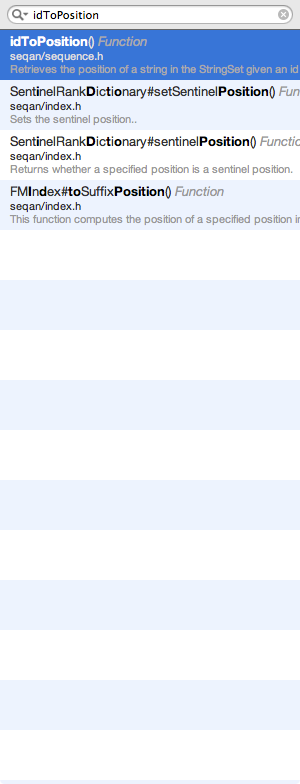 idToPosition
idToPosition() Function
seqan/sequence.h
Retrieves the position of a string in the StringSet given an id
SentinelRankDictionary#setSentinelPosition() Fun
seqan/index.h
Sets the sentinel position..
SentinelRankDictionary#sentinelPosition() Functio
seqan/index.h
Returns whether a specified position is a sentinel position.
FMIndex#toSuffixPosition() Function
seqan/index.h
This function computes the position of a specified position in